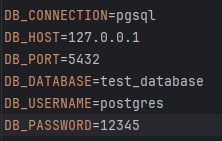 DB_CONNECTION=pgsql
DB_HOST=127.0.0.1
DB_PORT=5432
DB_DATABASE=test_database
DB_USERNAME=postgres
DB_PASSWORD=12345